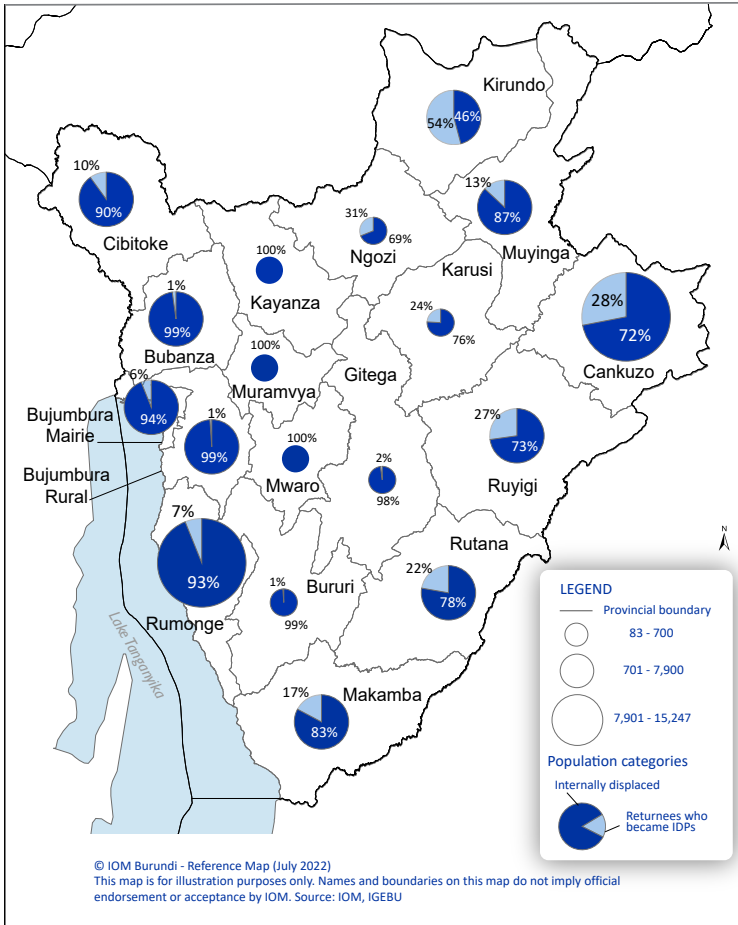 Kirundo
54%
46%
10%
90%
Cibitoke
13%
87%
Muyinga
31%
69%
Ngozi
100%
Kayanza
Karusi
24%
76%
28%
72%
Cankuzo
1%
99%
Bubanza
100%
Muramvya
Gitega
6%
94%
Bujumbura
Mairie
1%
99%
Bujumbura
Rural
100%
Mwaro
2%
98%
27%
73%
Ruyigi
7%
93%
Rumonge
1%
Bururi
99%
Rutana
22%
78%
Lake Tanganyika
17%
Makamba
83%
N
LEGEND
Provincial boundary
83 - 700
701 - 7,900
7,901 - 15,247
Population categories
Internally displaced
Returnees who
became IDPs
© IOM Burundi - Reference Map (July 2022)
This map is for illustration purposes only. Names and boundaries on this map do not imply official
endorsement or acceptance by IOM. Source: IOM, IGEBU